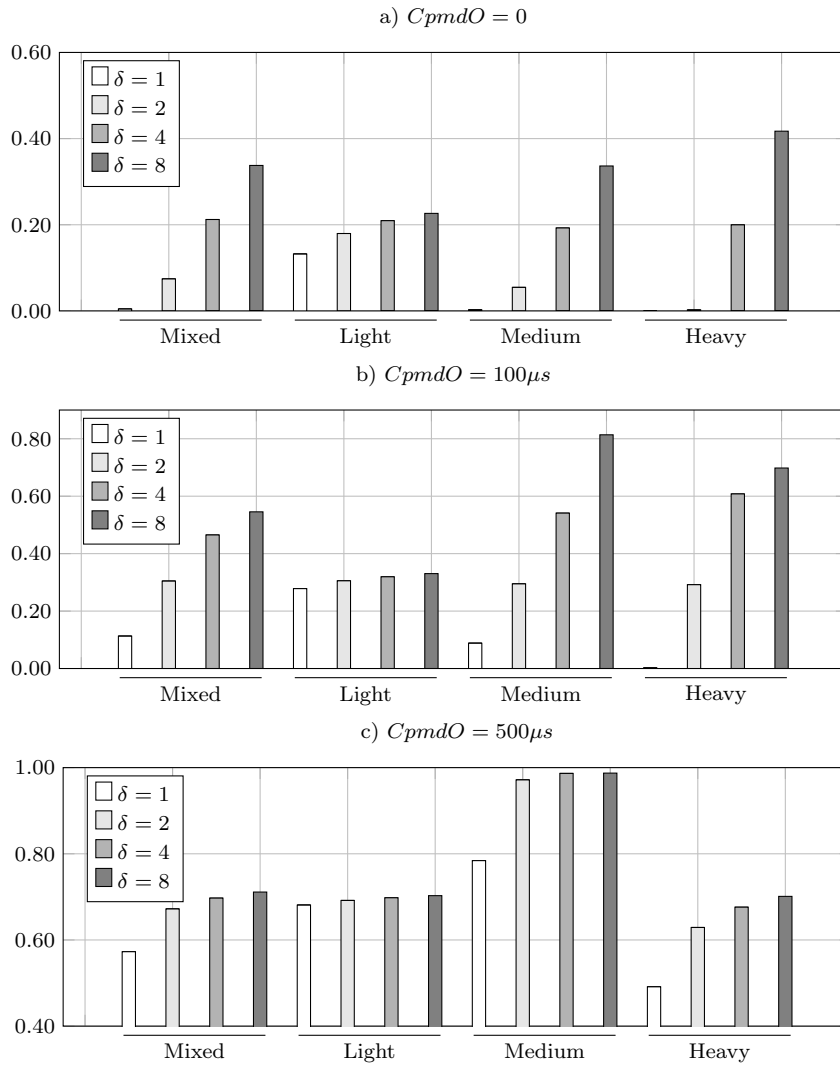 a) CpmdO = 0
0.60
0.40
0.20
0.00
δ = 1
δ = 2
δ = 4
δ = 8
Mixed Light Medium Heavy
b) CpmdO = 100μs
0.80
0.60
0.40
0.20
0.00
δ = 1
δ = 2
δ = 4
δ = 8
Mixed Light Medium Heavy
c) CpmdO = 500μs
1.00
0.80
0.60
0.40
δ = 1
δ = 2
δ = 4
δ = 8
Mixed Light Medium Heavy